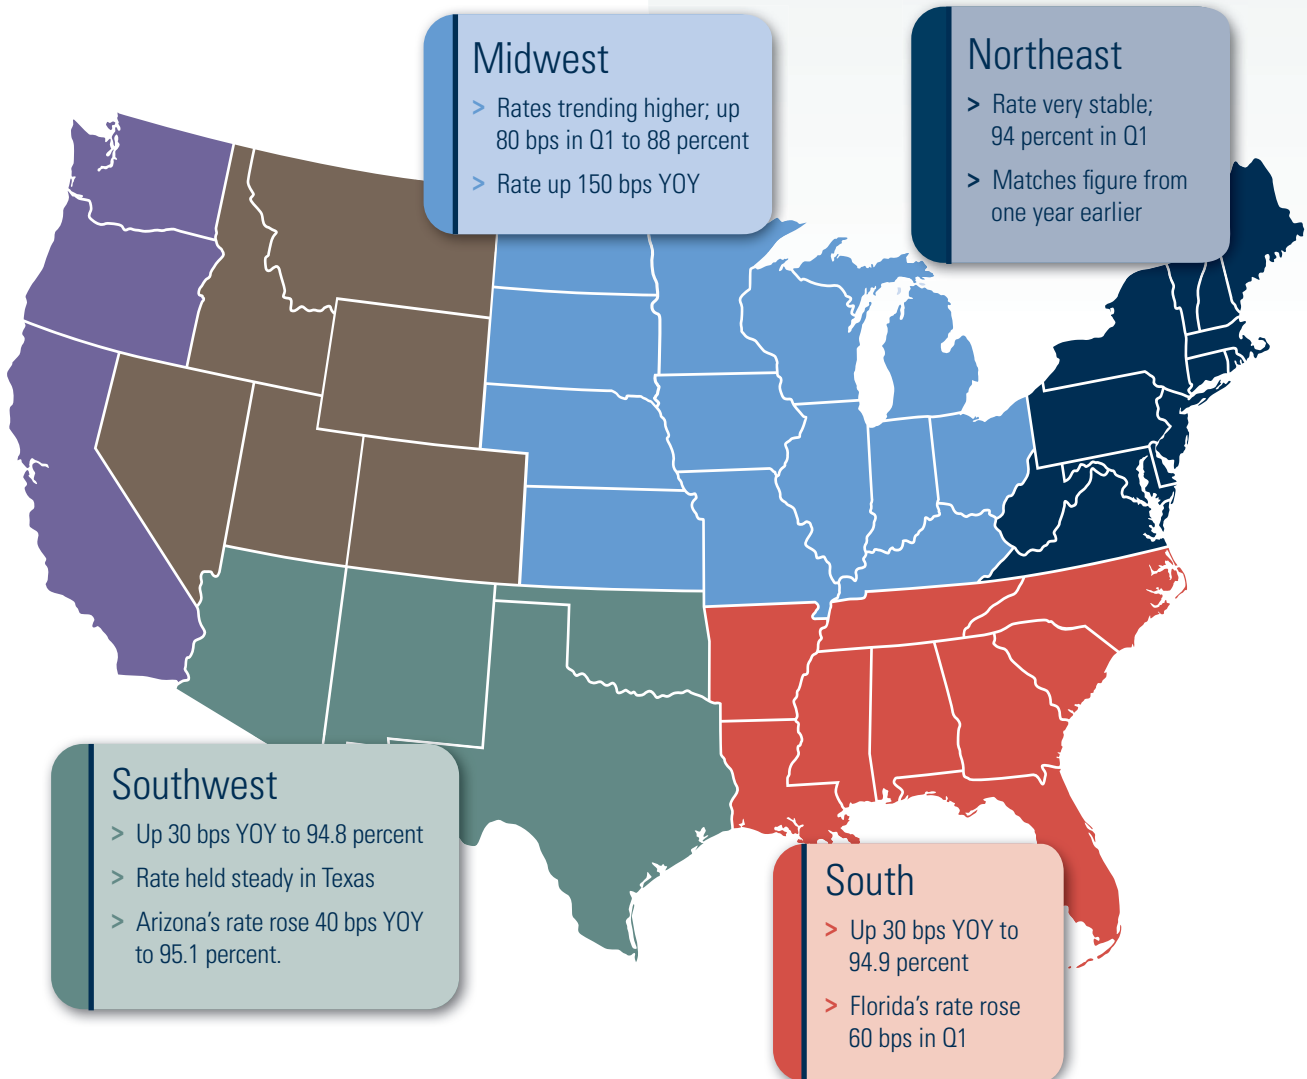 Midwest
> Rates trending higher; up
80 bps in Q1 to 88 percent
> Rate up 150 bps YOY
Northeast
> Rate very stable;
94 percent in Q1
> Matches figure from
one year earlier
Southwest
> Up 30 bps YOY to 94.8 percent
> Rate held steady in Texas
> Arizona's rate rose 40 bps YOY
to 95.1 percent.
South
> Up 30 bps YOY to
94.9 percent
> Florida's rate rose
60 bps in Q1